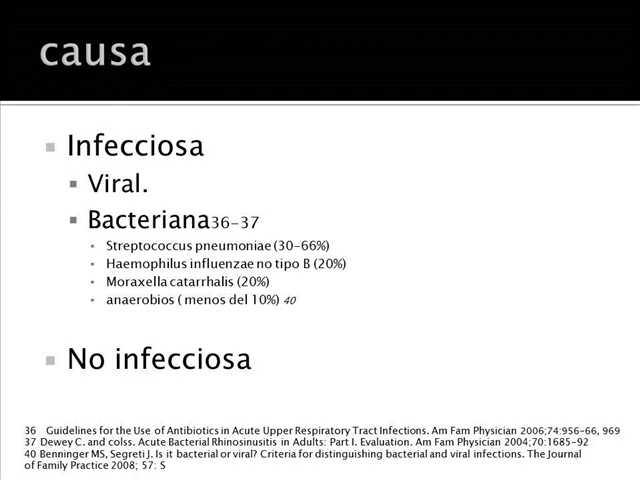 causa
Infecciosa
Viral.
Bacteriana36-37
Streptococcus pneumoniae (30-66%)
Haemophilus influenzae no tipo B (20%)
Moraxella catarrhalis (20%)
anaerobios ( menos del 10%) 40
No infecciosa
36 Guidelines for the Use of Antibiotics in Acute Upper Respiratory Tract Infections. Am Fam Physician 2006;74:956-66, 969
37 Dewey C. and colss. Acute Bacterial Rhinosinusitis in Adults: Part I. Evaluation. Am Fam Physician 2004;70:1685-92
40 Benninger MS, Segreti J. Is it bacterial or viral? Criteria for distinguishing bacterial and viral infections. The Journal
of Family Practice 2008; 57: S